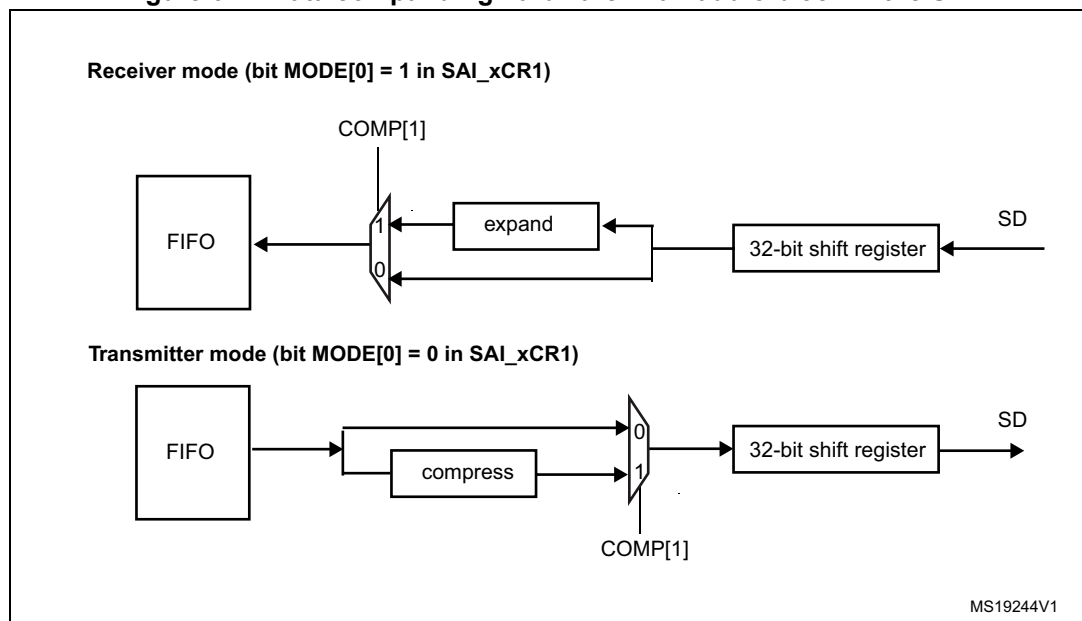 Receiver mode (bit MODE[0] = 1 in SAI_xCR1)
COMP[1]
FIFO
1
0
expand
32-bit shift register
SD
Transmitter mode (bit MODE[0] = 0 in SAI_xCR1)
FIFO
compress
0
1
COMP[1]
32-bit shift register
SD
MS19244V1